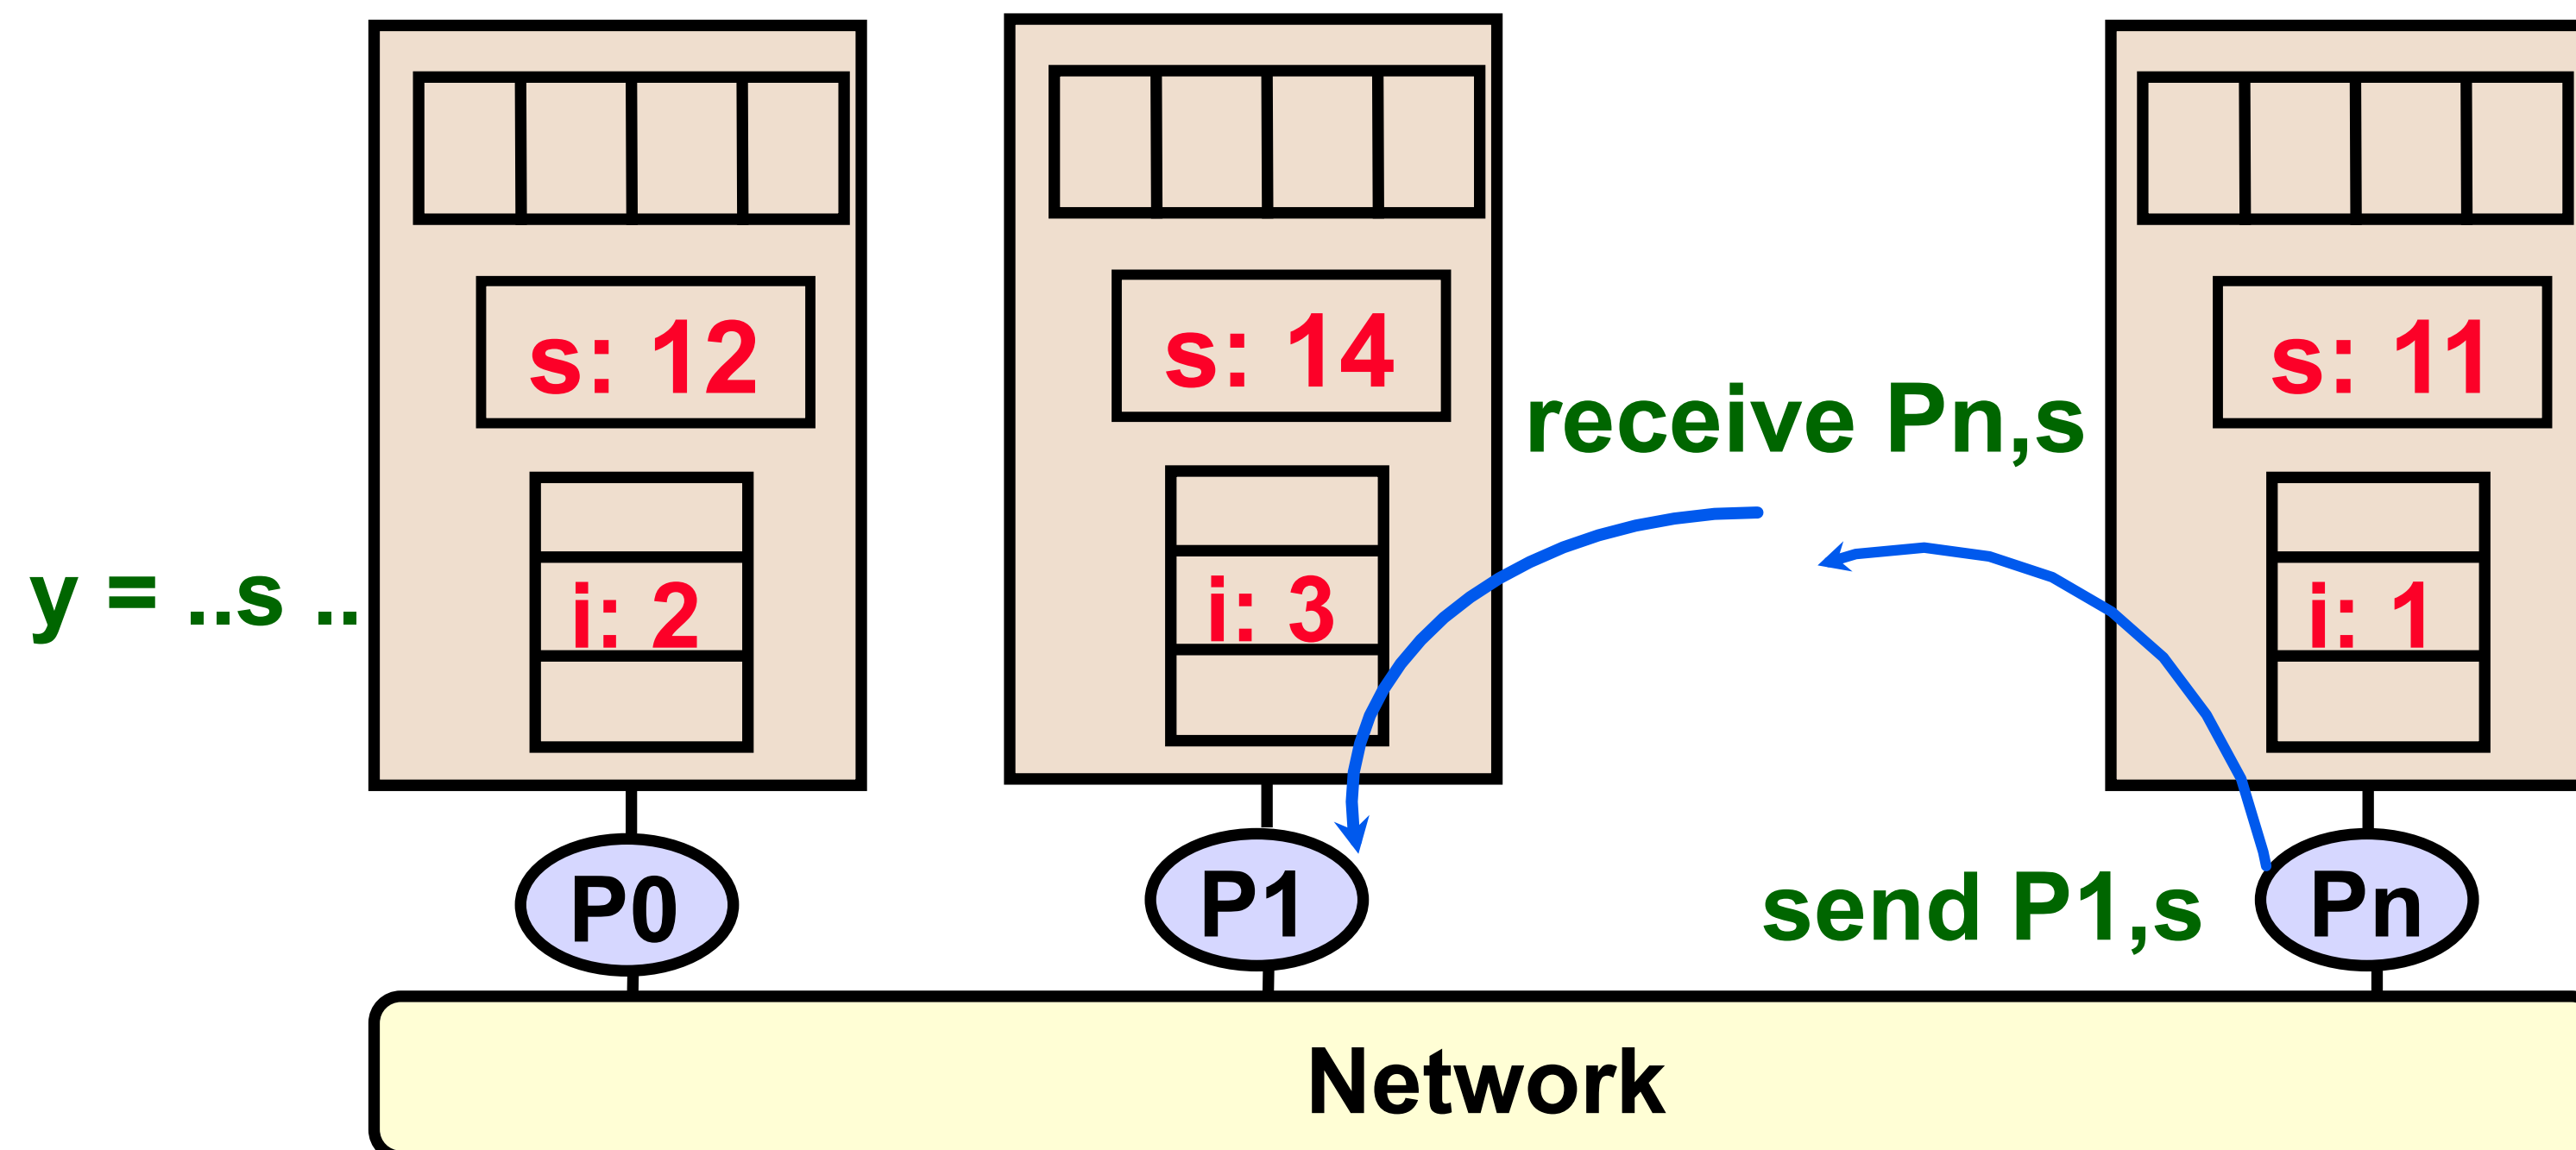 s: 12
s: 14
s: 11
receive Pn,s
y = ..s ..
i: 2
i: 3
i: 1
P0
P1
send P1,s
Pn
Network